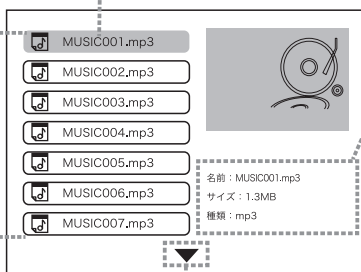 MUSIC001.mp3
MUSIC002.mp3
MUSIC003.mp3
MUSIC004.mp3
MUSIC005.mp3
MUSIC006.mp3
MUSIC007.mp3
名前：MUSIC001.mp3
サイズ：1.3MB
種類：mp3